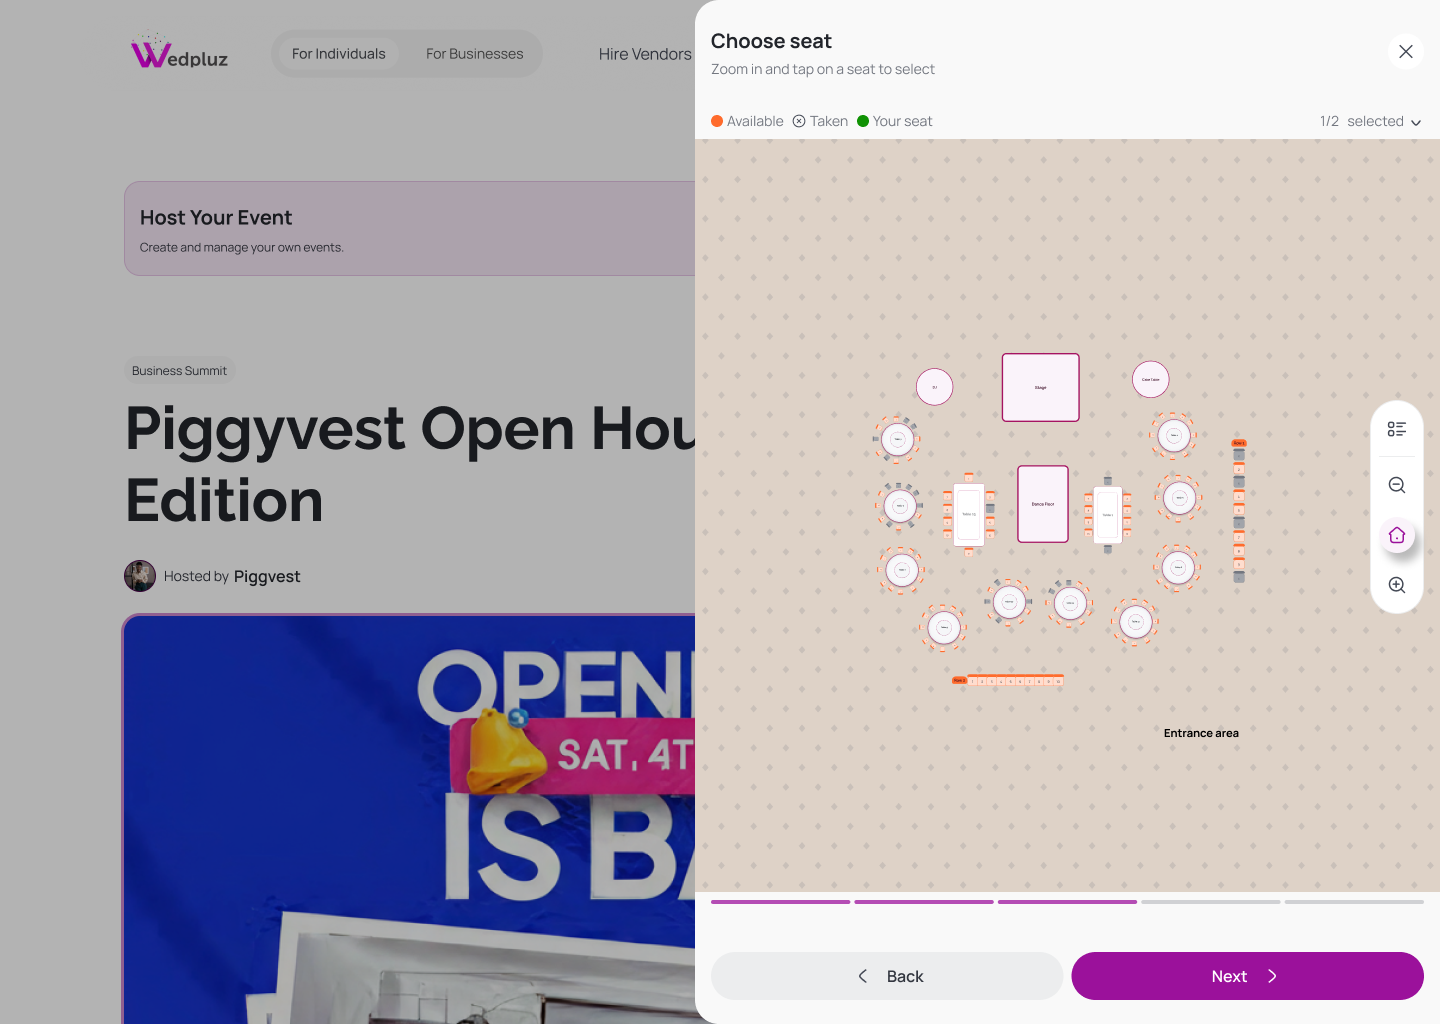 Wedpluz
For Individuals
For Businesses
Hire Vendors
Host Your Event
Create and manage your own events.
Business Summit
Piggyvest Open Hou
Edition
Hosted by Piggvest
OPEN
SAT, 4T
IS BA
Choose seat
Zoom in and tap on a seat to select
Available
Taken
Your seat
1/2 selected
Stage
Dance Floor
Entrance area
Back
Next